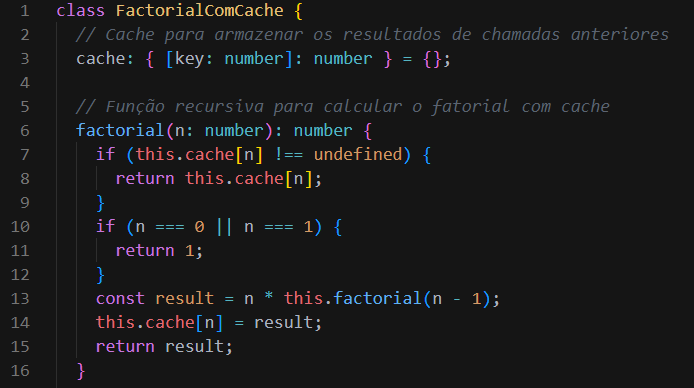 1 class FactorialComCache {
2 // Cache para armazenar os resultados de chamadas anteriores
3 cache: { [key: number]: number } = {};
4
5 // Função recursiva para calcular o fatorial com cache
6 factorial(n: number): number {
7 if (this.cache[n] !== undefined) {
8 return this.cache[n];
9 }
10 if (n === 0 || n === 1) {
11 return 1;
12 }
13 const result = n * this.factorial(n - 1);
14 this.cache[n] = result;
15 return result;
16 }